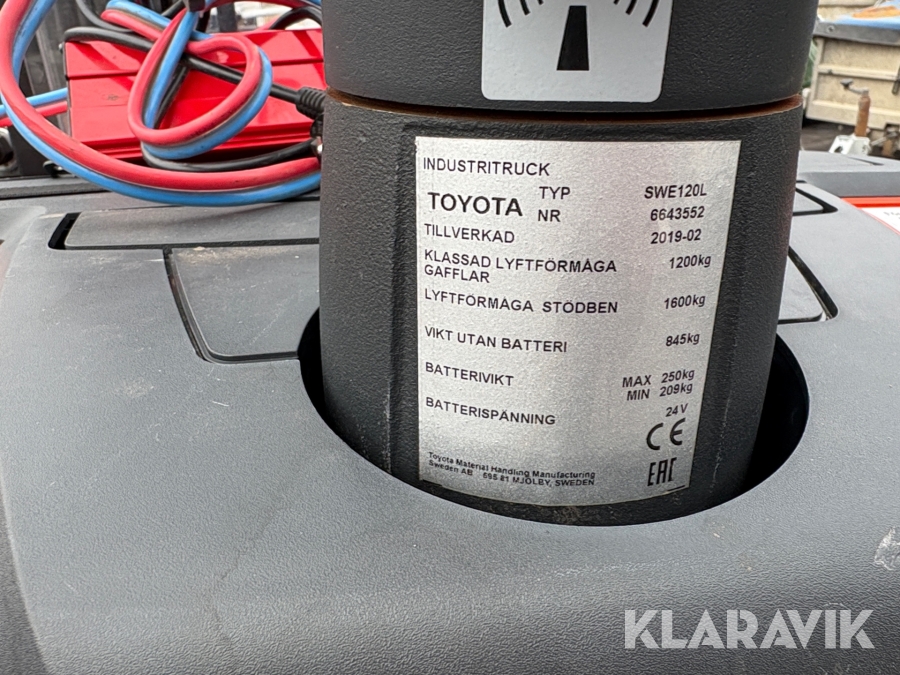 INDUSTRITRUCK
TOYOTA TYP SWE120L
NR 6643552
TILLVERKAD 2019-02
KLASSAD LYFTFÖRMÅGA 1200kg
GAFFLAR
LYFTFÖRMÅGA STÖDBEN 1600kg
VIKT UTAN BATTERI 845kg
BATTERIVIKT MAX 250kg
MIN 209kg
BATTERISPÄNNING 24V
CE
Toyota Material Handling Manufacturing
Sweden AB 595 81 MJÖLBY, SWEDEN
EAC
KLARAVIK